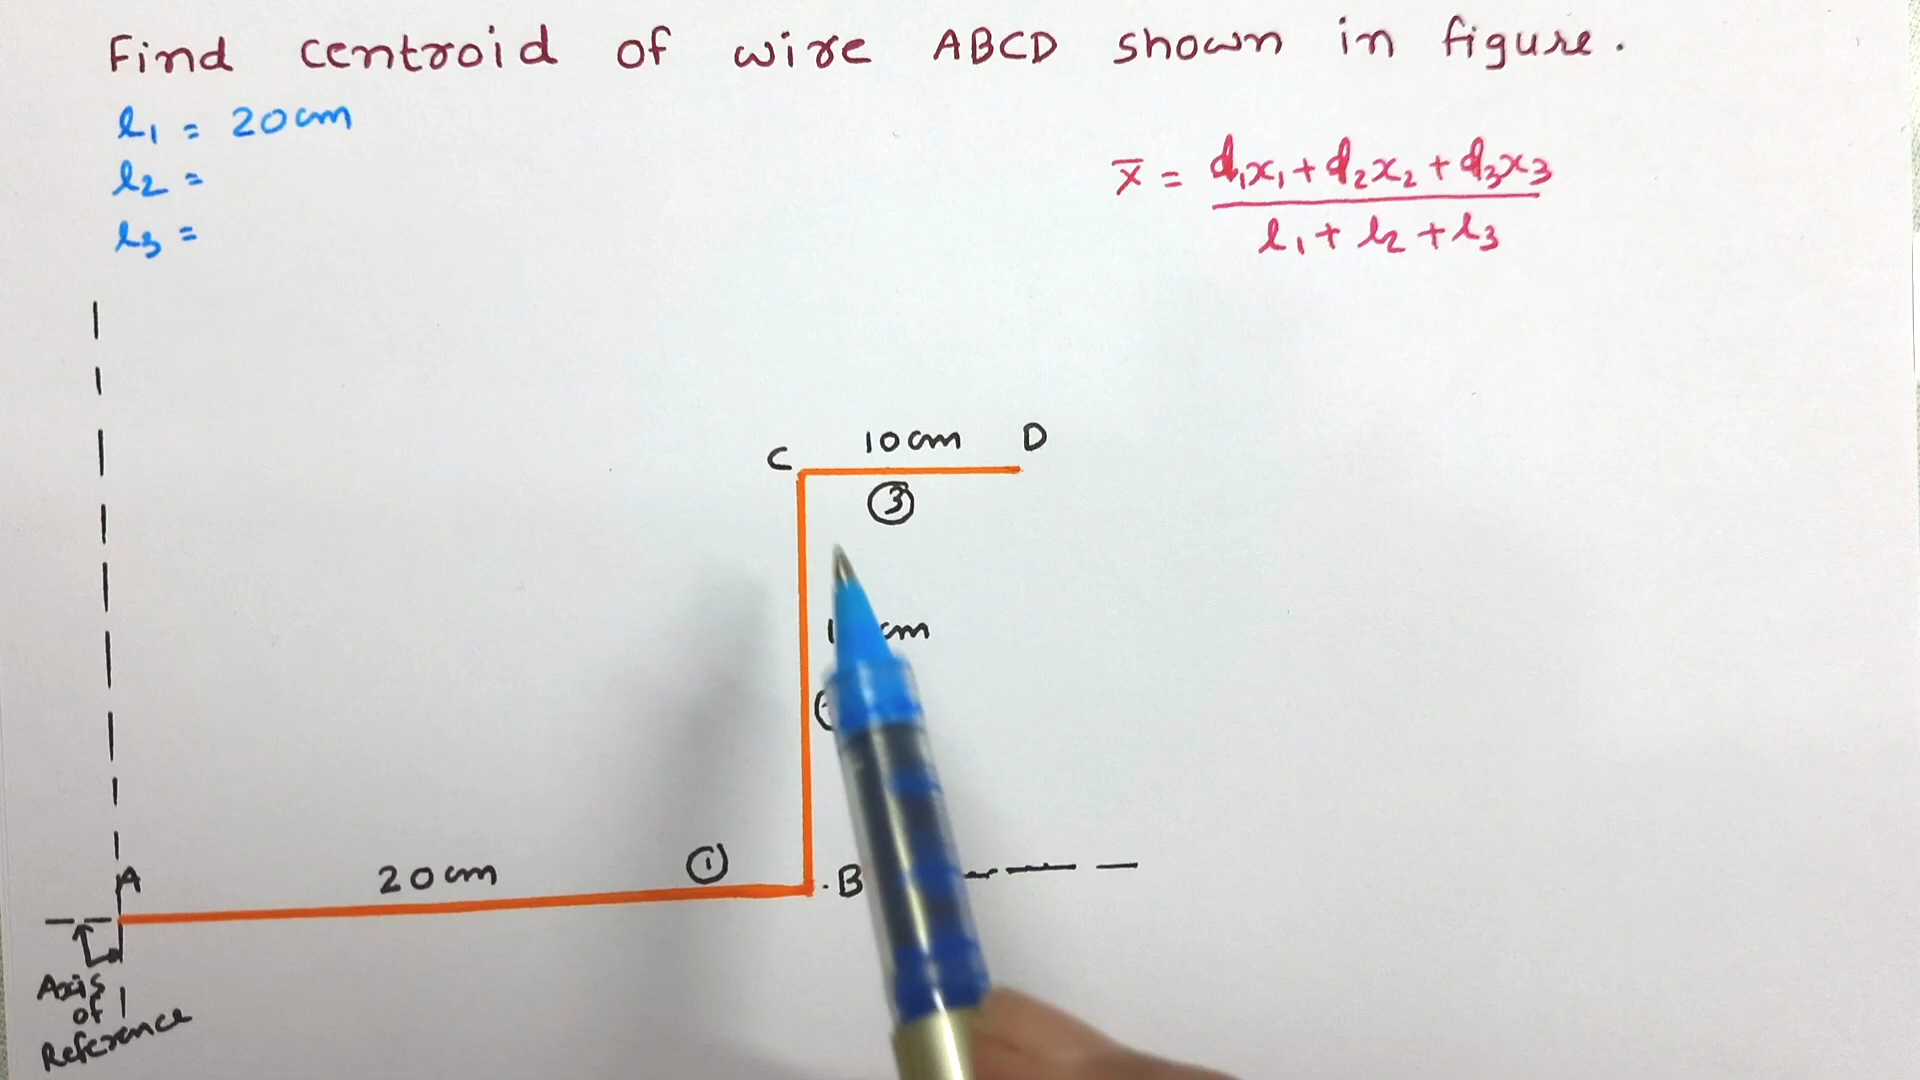 Find centroid of wire ABCD shown in figure.
l1 = 20cm
l2 =
l3 =
x̄ = l1x1 + l2x2 + l3x3
l1 + l2 + l3
C 10cm D
3
cm
A 20cm 1 B
Axis
of
Reference